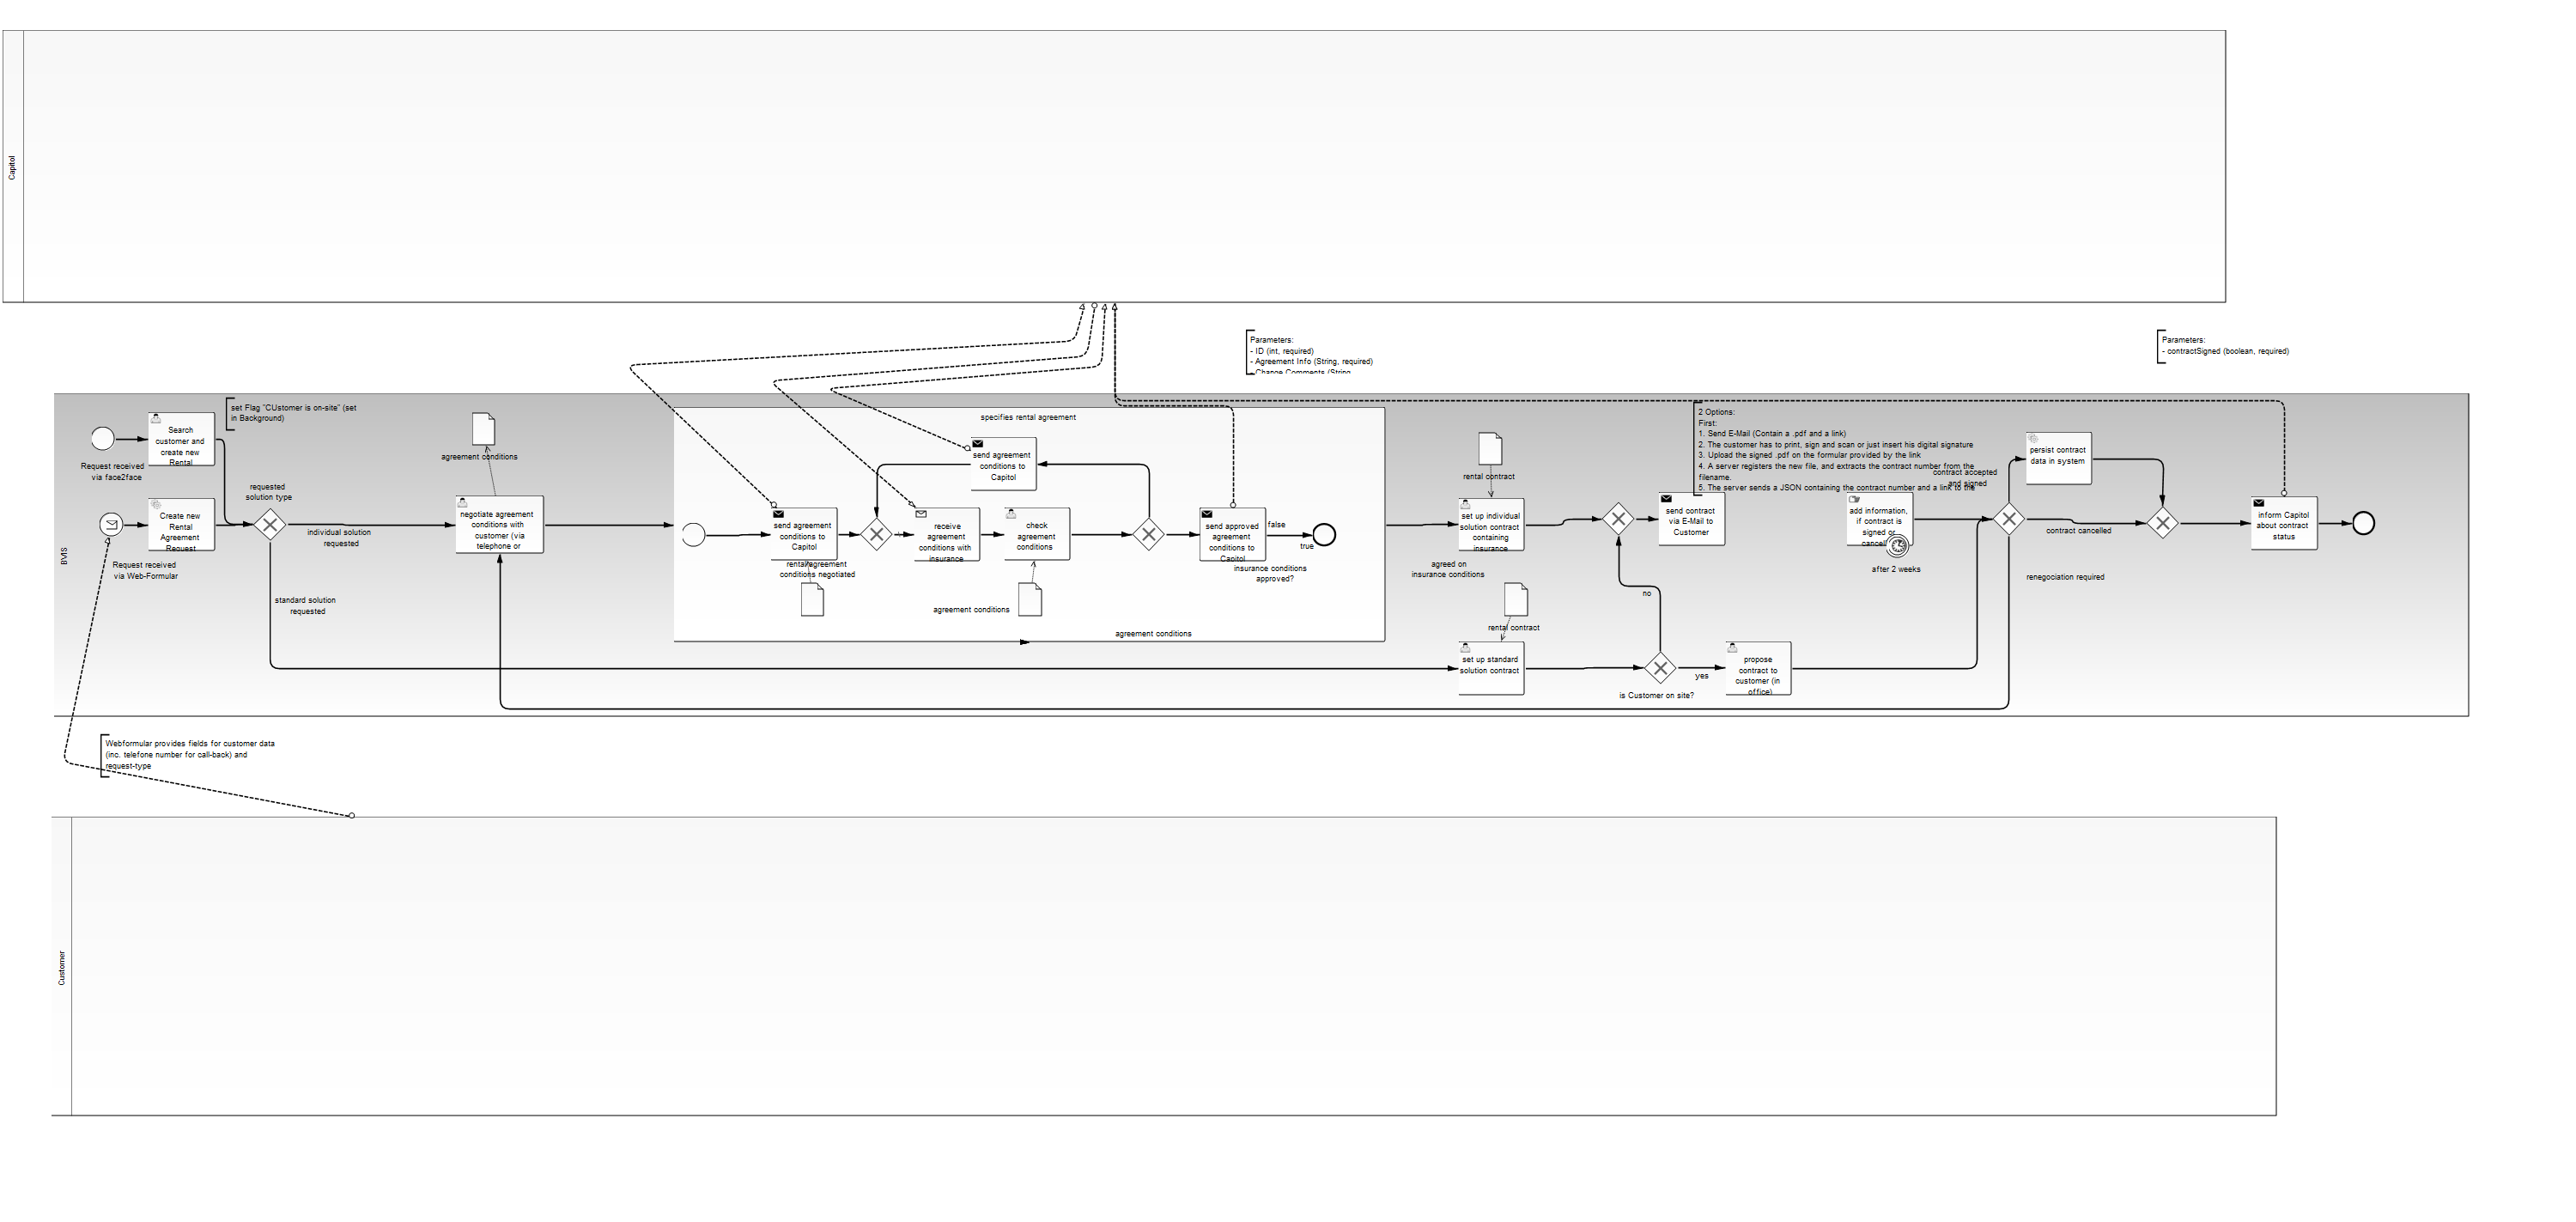 Capitol
Parameters:
- ID (int, required)
- Agreement Info (String, required)
- Change Comments (String,
Parameters:
- contractSigned (boolean, required)
BVIS
Request received
via face2face
Search
customer and
create new
Rental
set Flag "CUstomer is on-site" (set
in Background)
Request received
via Web-Formular
Create new
Rental
Agreement
Request
requested
solution type
individual solution
requested
standard solution
requested
agreement conditions
negotiate agreement
conditions with
customer (via
telephone or
specifies rental agreement
send agreement
conditions to
Capitol
rental agreement
conditions negotiated
send agreement
conditions to
Capitol
receive
agreement
conditions with
insurance
check
agreement
conditions
agreement conditions
agreement conditions
send approved
agreement
conditions to
Capitol
false
true
insurance conditions
approved?
rental contract
set up individual
solution contract
containing
insurance
agreed on
insurance conditions
rental contract
set up standard
solution contract
no
yes
is Customer on site?
propose
contract to
customer (in
office)
send contract
via E-Mail to
Customer
2 Options:
First:
1. Send E-Mail (Contain a .pdf and a link)
2. The customer has to print, sign and scan or just insert his digital signature
3. Upload the signed .pdf on the formular provided by the link
4. A server registers the new file, and extracts the contract number from the
filename.
5. The server sends a JSON containing the contract number and a link to the
contract accepted
and signed
add information,
if contract is
signed or
cancell
after 2 weeks
persist contract
data in system
contract cancelled
renegociation required
inform Capitol
about contract
status
Webformular provides fields for customer data
(inc. telefone number for call-back) and
request-type
Customer